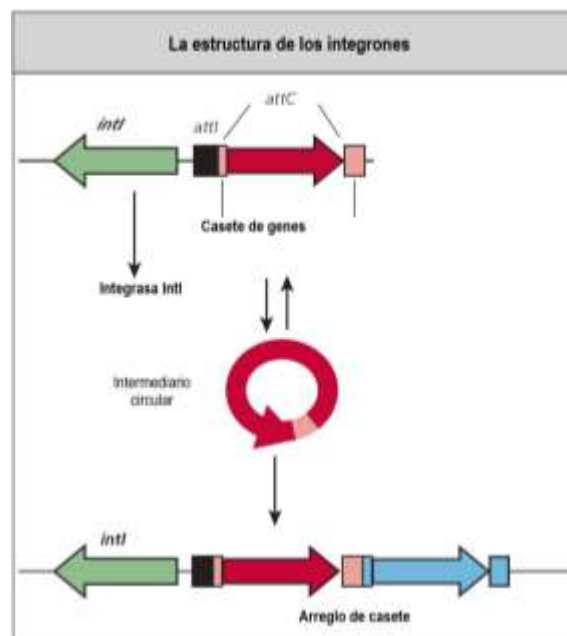 La estructura de los integrones
attC
intI
attI
Casete de genes
Integrasa IntI
Intermediario
circular
intI
Arreglo de casete